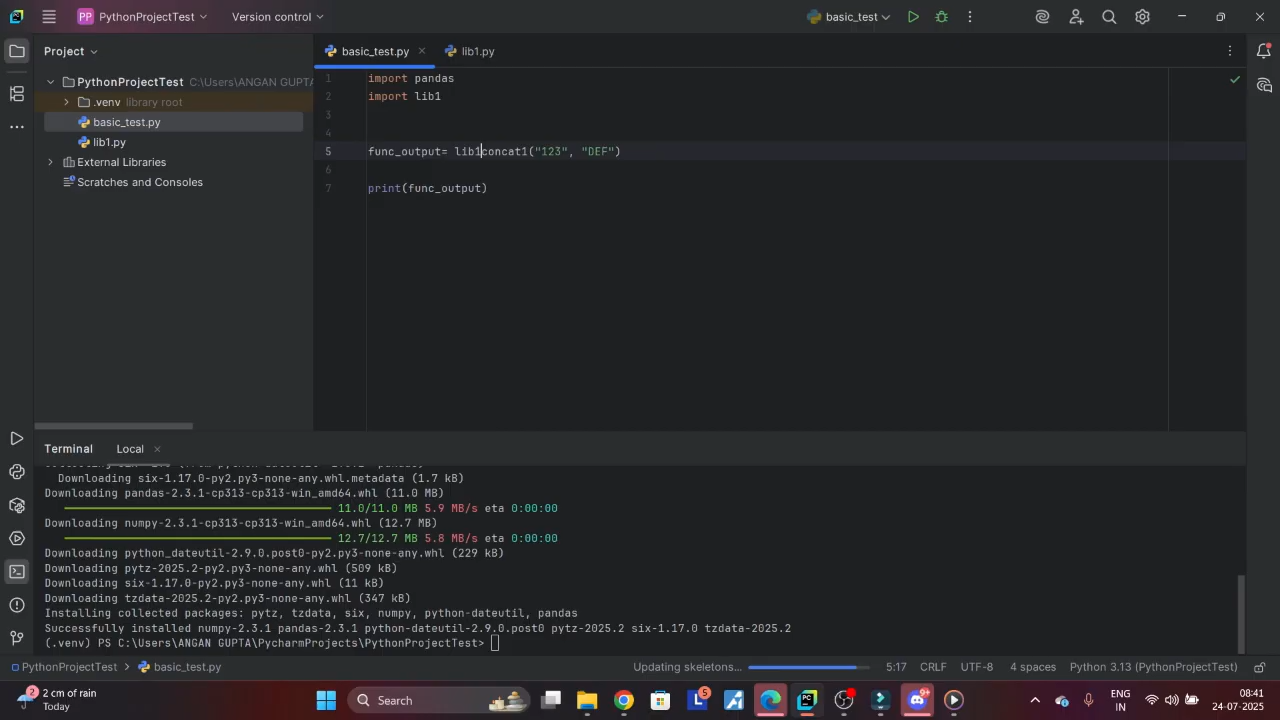 PP PythonProjectTest Version control basic_test
Project
basic_test.py lib1.py
PythonProjectTest C:\Users\ANGAN GUPTA\PycharmProjects
.venv library root
basic_test.py
lib1.py
External Libraries
Scratches and Consoles
1 import pandas
2 import lib1
3
4
5 func_output= lib1concat1("123", "DEF")
6
7 print(func_output)
Terminal Local
Downloading six-1.17.0-py2.py3-none-any.whl.metadata (1.7 kB)
Downloading pandas-2.3.1-cp313-cp313-win_amd64.whl (11.0 MB)
11.0/11.0 MB 5.9 MB/s eta 0:00:00
Downloading numpy-2.3.1-cp313-cp313-win_amd64.whl (12.7 MB)
12.7/12.7 MB 5.8 MB/s eta 0:00:00
Downloading python_dateutil-2.9.0.post0-py2.py3-none-any.whl (229 kB)
Downloading pytz-2025.2-py2.py3-none-any.whl (509 kB)
Downloading six-1.17.0-py2.py3-none-any.whl (11 kB)
Downloading tzdata-2025.2-py2.py3-none-any.whl (347 kB)
Installing collected packages: pytz, tzdata, six, numpy, python-dateutil, pandas
Successfully installed numpy-2.3.1 pandas-2.3.1 python-dateutil-2.9.0.post0 pytz-2025.2 six-1.17.0 tzdata-2025.2
(.venv) PS C:\Users\ANGAN GUPTA\PycharmProjects\PythonProjectTest>
PythonProjectTest basic_test.py Updating skeletons... 5:17 CRLF UTF-8 4 spaces Python 3.13 (PythonProjectTest)
2 2 cm of rain
Today
Search
L 5 PC 9+
ENG
IN
08:41
24-07-2025